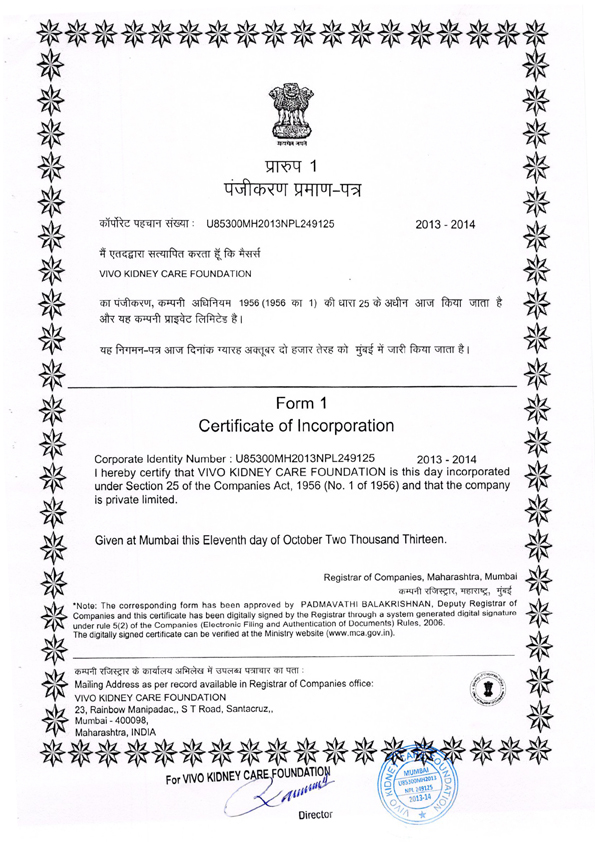 सत्यमेव जयते
प्रारुप 1
पंजीकरण प्रमाण-पत्र
कॉर्पोरेट पहचान संख्या : U85300MH2013NPL249125 2013 - 2014
मैं एतदद्वारा सत्यापित करता हूँ कि मैसर्स
VIVO KIDNEY CARE FOUNDATION
का पंजीकरण, कम्पनी अधिनियम 1956 (1956 का 1) की धारा 25 के अधीन आज किया जाता है
और यह कम्पनी प्राइवेट लिमिटेड है।
यह निगमन-पत्र आज दिनांक ग्यारह अक्तूबर दो हजार तेरह को मुंबई में जारी किया जाता है।
Form 1
Certificate of Incorporation
Corporate Identity Number : U85300MH2013NPL249125 2013 - 2014
I hereby certify that VIVO KIDNEY CARE FOUNDATION is this day incorporated
under Section 25 of the Companies Act, 1956 (No. 1 of 1956) and that the company
is private limited.
Given at Mumbai this Eleventh day of October Two Thousand Thirteen.
Registrar of Companies, Maharashtra, Mumbai
कम्पनी रजिस्ट्रार, महाराष्ट्र, मुंबई
*Note: The corresponding form has been approved by PADMAVATHI BALAKRISHNAN, Deputy Registrar of
Companies and this certificate has been digitally signed by the Registrar through a system generated digital signature
under rule 5(2) of the Companies (Electronic Filing and Authentication of Documents) Rules, 2006.
The digitally signed certificate can be verified at the Ministry website (www.mca.gov.in).
कम्पनी रजिस्ट्रार के कार्यालय अभिलेख में उपलब्ध पत्राचार का पता :
Mailing Address as per record available in Registrar of Companies office:
VIVO KIDNEY CARE FOUNDATION
23, Rainbow Manipadac,, S T Road, Santacruz,,
Mumbai - 400098,
Maharashtra, INDIA
For VIVO KIDNEY CARE FOUNDATION
Director
VIVO KIDNEY CARE FOUNDATION
MUMBAI
U85300MH2013
NPL 249125
2013-14